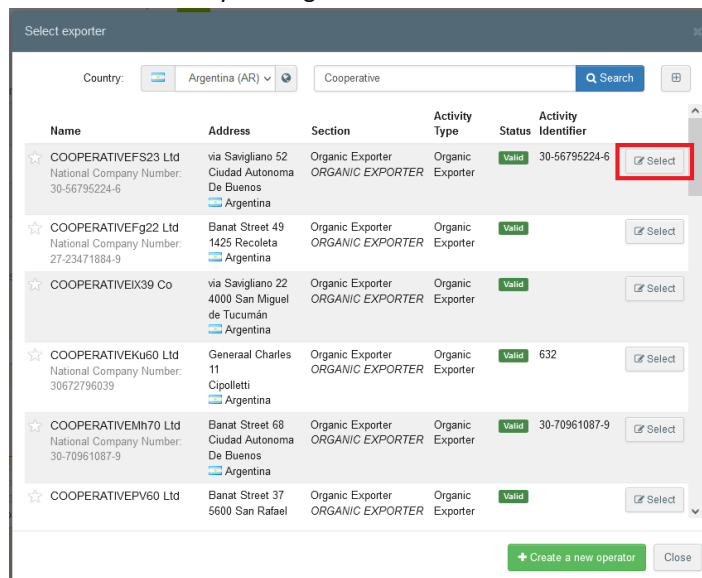 Select exporter
Country: Argentina (AR) Cooperative Search
Name Address Section Activity Type Status Activity Identifier
COOPERATIVEFS23 Ltd via Savigliano 52 Organic Exporter Organic Valid 30-56795224-6 Select
National Company Number: Ciudad Autonoma ORGANIC EXPORTER Exporter
30-56795224-6 De Buenos
Argentina
COOPERATIVEFg22 Ltd Banat Street 49 Organic Exporter Organic Valid Select
National Company Number: 1425 Recoleta ORGANIC EXPORTER Exporter
27-23471884-9 Argentina
COOPERATIVEIX39 Co via Savigliano 22 Organic Exporter Organic Valid Select
4000 San Miguel ORGANIC EXPORTER Exporter
de Tucumán
Argentina
COOPERATIVEKu60 Ltd Generaal Charles Organic Exporter Organic Valid 632 Select
National Company Number: 11 ORGANIC EXPORTER Exporter
30672796039 Cipolletti
Argentina
COOPERATIVEMh70 Ltd Banat Street 68 Organic Exporter Organic Valid 30-70961087-9 Select
National Company Number: Ciudad Autonoma ORGANIC EXPORTER Exporter
30-70961087-9 De Buenos
Argentina
COOPERATIVEPV60 Ltd Banat Street 37 Organic Exporter Organic Valid Select
5600 San Rafael ORGANIC EXPORTER Exporter
Create a new operator Close